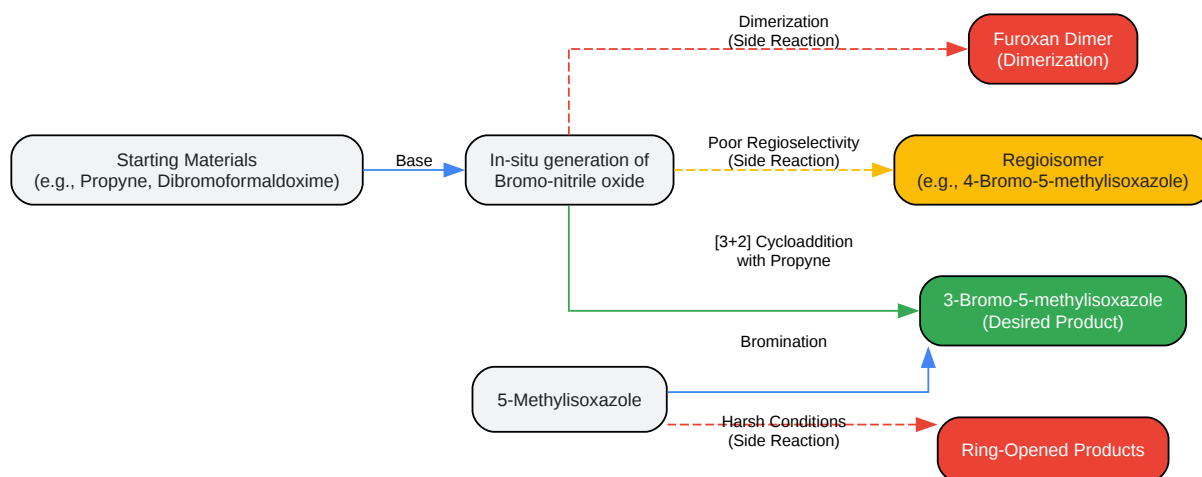 Dimerization
(Side Reaction)
Furoxan Dimer
(Dimerization)
Starting Materials
(e.g., Propyne, Dibromoformaldoxime)
Base
In-situ generation of
Bromo-nitrile oxide
Poor Regioselectivity
(Side Reaction)
Regioisomer
(e.g., 4-Bromo-5-methylisoxazole)
[3+2] Cycloaddition
with Propyne
3-Bromo-5-methylisoxazole
(Desired Product)
Bromination
5-Methylisoxazole
Harsh Conditions
(Side Reaction)
Ring-Opened Products